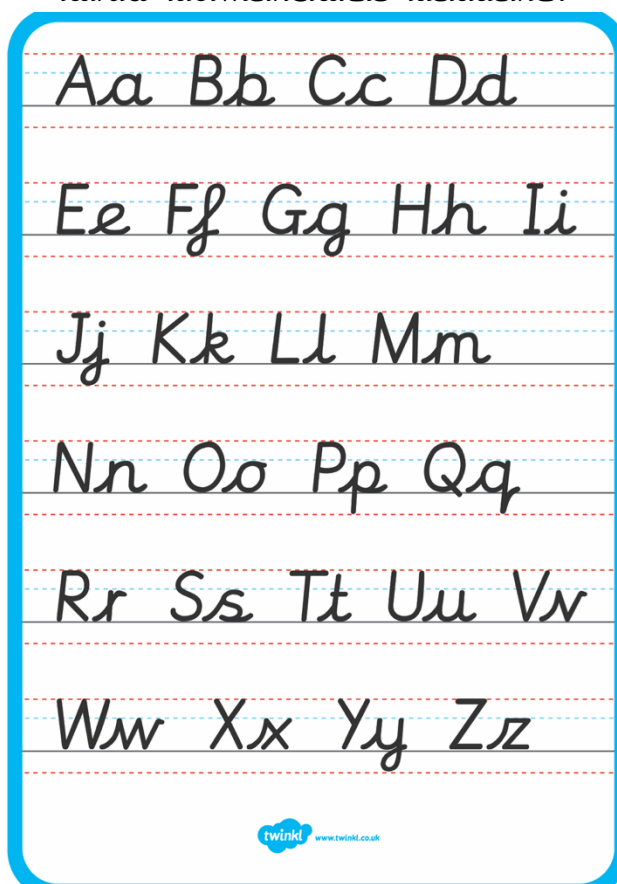 Aa Bb Cc Dd
Ee Ff Gg Hh Ii
Jj Kk Ll Mm
Nn Oo Pp Qq
Rr Ss Tt Uu Vv
Ww Xx Yy Zz
twinkl www.twinkl.co.uk